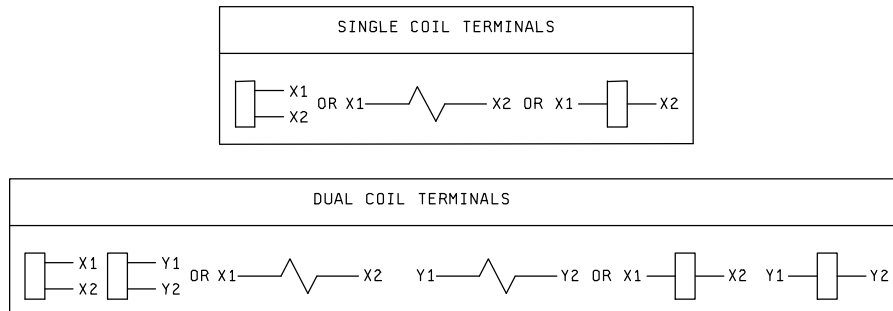 SINGLE COIL TERMINALS
X1
X2
OR X1 X2 OR X1 X2
DUAL COIL TERMINALS
X1 Y1
X2 Y2
OR X1 X2 Y1 Y2 OR X1 X2 Y1 Y2